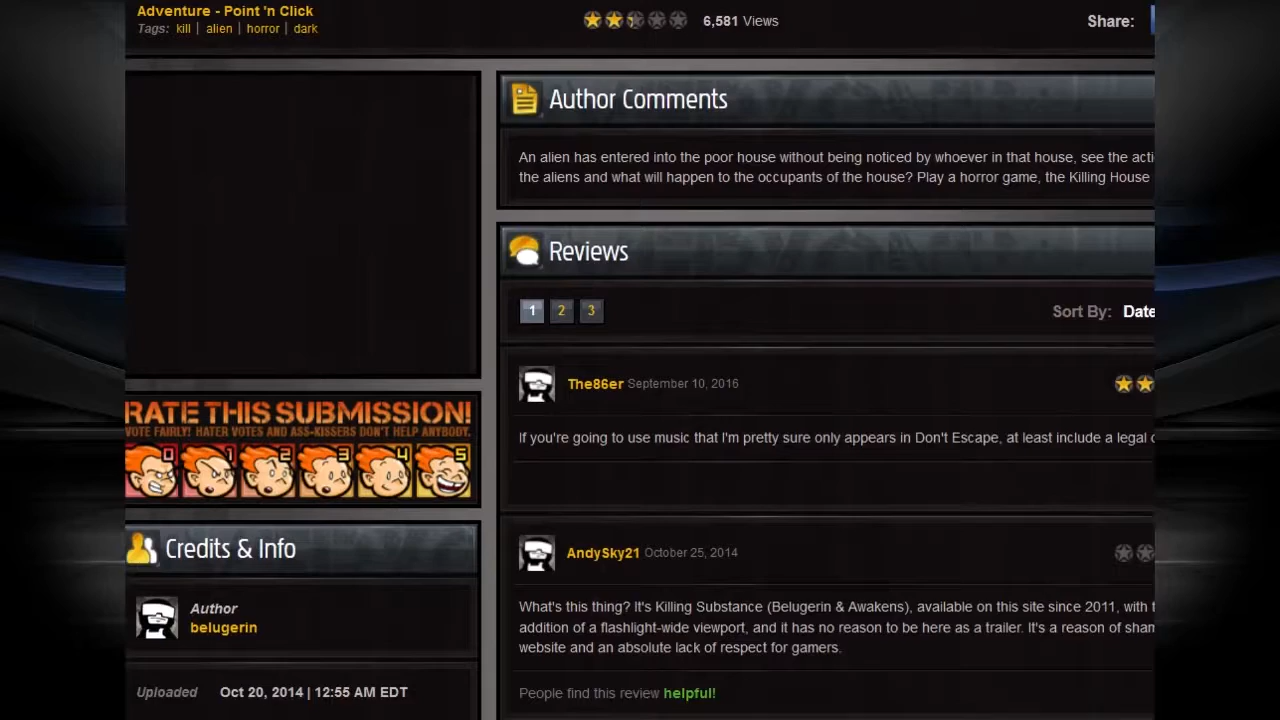 Adventure - Point 'n Click
Tags: kill | alien | horror | dark
6,581 Views
Share:
Author Comments
An alien has entered into the poor house without being noticed by whoever in that house, see the acti
the aliens and what will happen to the occupants of the house? Play a horror game, the Killing House
Reviews
1 2 3
Sort By: Date
The86er September 10, 2016
If you're going to use music that I'm pretty sure only appears in Don't Escape, at least include a legal
RATE THIS SUBMISSION!
VOTE FAIRLY! HATER VOTES AND ASS-KISSERS DON'T HELP ANYBODY.
0 1 2 3 4 5
Credits & Info
Author
belugerin
Uploaded Oct 20, 2014 | 12:55 AM EDT
AndySky21 October 25, 2014
What's this thing? It's Killing Substance (Belugerin & Awakens), available on this site since 2011, with
addition of a flashlight-wide viewport, and it has no reason to be here as a trailer. It's a reason of sham
website and an absolute lack of respect for gamers.
People find this review helpful!